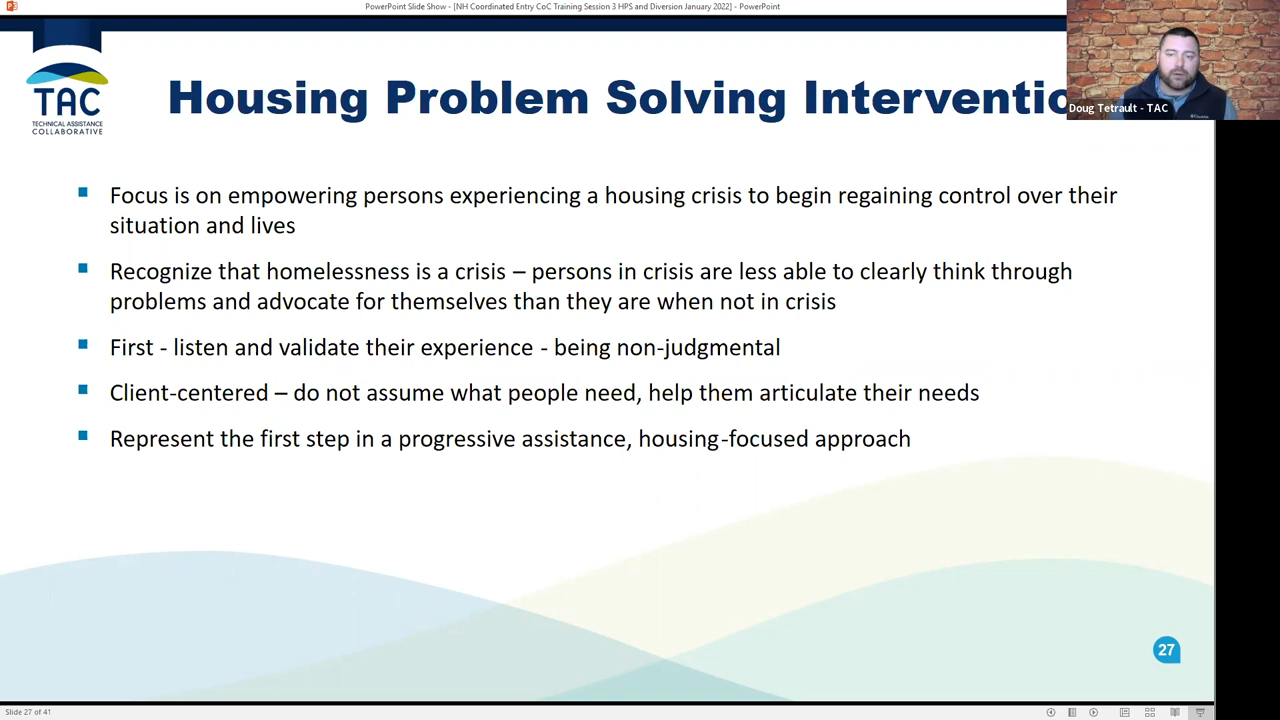 PowerPoint Slide Show - [NH Coordinated Entry CoC Training Session 3 HPS and Diversion January 2022] - PowerPoint
Doug Tetrault - TAC
TAC
TECHNICAL ASSISTANCE
COLLABORATIVE
Housing Problem Solving Interventio
Focus is on empowering persons experiencing a housing crisis to begin regaining control over their
situation and lives
Recognize that homelessness is a crisis – persons in crisis are less able to clearly think through
problems and advocate for themselves than they are when not in crisis
First - listen and validate their experience - being non-judgmental
Client-centered – do not assume what people need, help them articulate their needs
Represent the first step in a progressive assistance, housing-focused approach
27
Slide 27 of 41